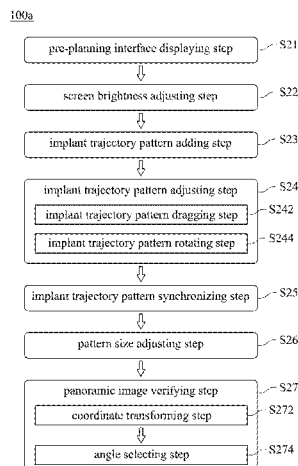 100a
pre-planning interface displaying step S21
screen brightness adjusting step S22
implant trajectory pattern adding step S23
implant trajectory pattern adjusting step S24
implant trajectory pattern dragging step S242
implant trajectory pattern rotating step S244
implant trajectory pattern synchronizing step S25
pattern size adjusting step S26
panoramic image verifying step S27
coordinate transforming step S272
angle selecting step S274